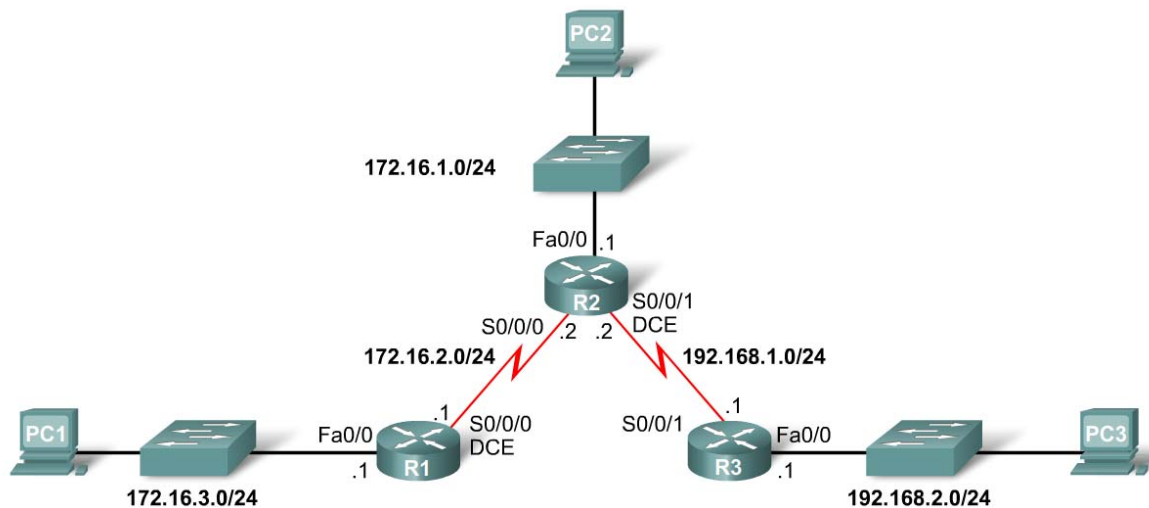 PC2
172.16.1.0/24
Fa0/0
.1
R2
S0/0/1
DCE
S0/0/0
.2
.2
172.16.2.0/24
192.168.1.0/24
.1
S0/0/0
DCE
S0/0/1
.1
PC1
Fa0/0
.1
R1
R3
Fa0/0
.1
PC3
172.16.3.0/24
192.168.2.0/24